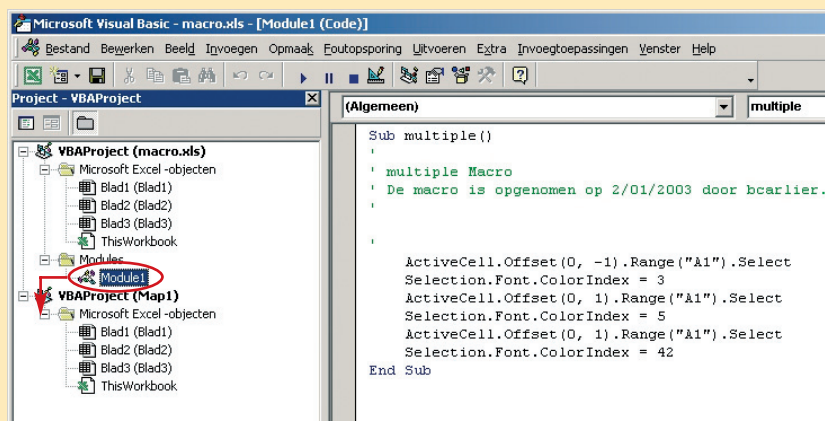 Microsoft Visual Basic - macro.xls - [Module1 (Code)]
Bestand Bewerken Beeld Invoegen Opmaak Foutopsporing Uitvoeren Extra Invoegtoepassingen Venster Help
Project - VBAProject
VBAProject (macro.xls)
Microsoft Excel -objecten
Blad1 (Blad1)
Blad2 (Blad2)
Blad3 (Blad3)
ThisWorkbook
Modules
Module1
VBAProject (Map1)
Microsoft Excel -objecten
Blad1 (Blad1)
Blad2 (Blad2)
Blad3 (Blad3)
ThisWorkbook
(Algemeen) multiple
Sub multiple()
'
' multiple Macro
' De macro is opgenomen op 2/01/2003 door bcarlier.
'
'
ActiveCell.Offset(0, -1).Range("A1").Select
Selection.Font.ColorIndex = 3
ActiveCell.Offset(0, 1).Range("A1").Select
Selection.Font.ColorIndex = 5
ActiveCell.Offset(0, 1).Range("A1").Select
Selection.Font.ColorIndex = 42
End Sub